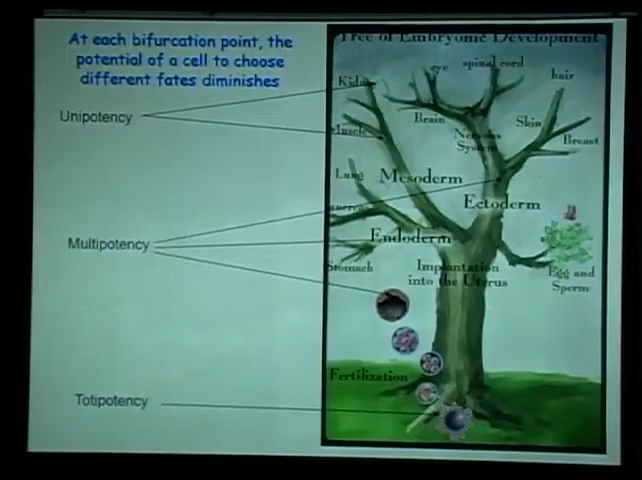 At each bifurcation point, the
potential of a cell to choose
different fates diminishes
Tree of Embryonic Development
eye
spinal cord
hair
Unipotency
Brain
Skin
Muscle
Nervous
System
Breast
Lung
Mesoderm
Ectoderm
Multipotency
Endoderm
Stomach
Implantation
into the Uterus
Egg and
Sperm
Fertilization
Totipotency